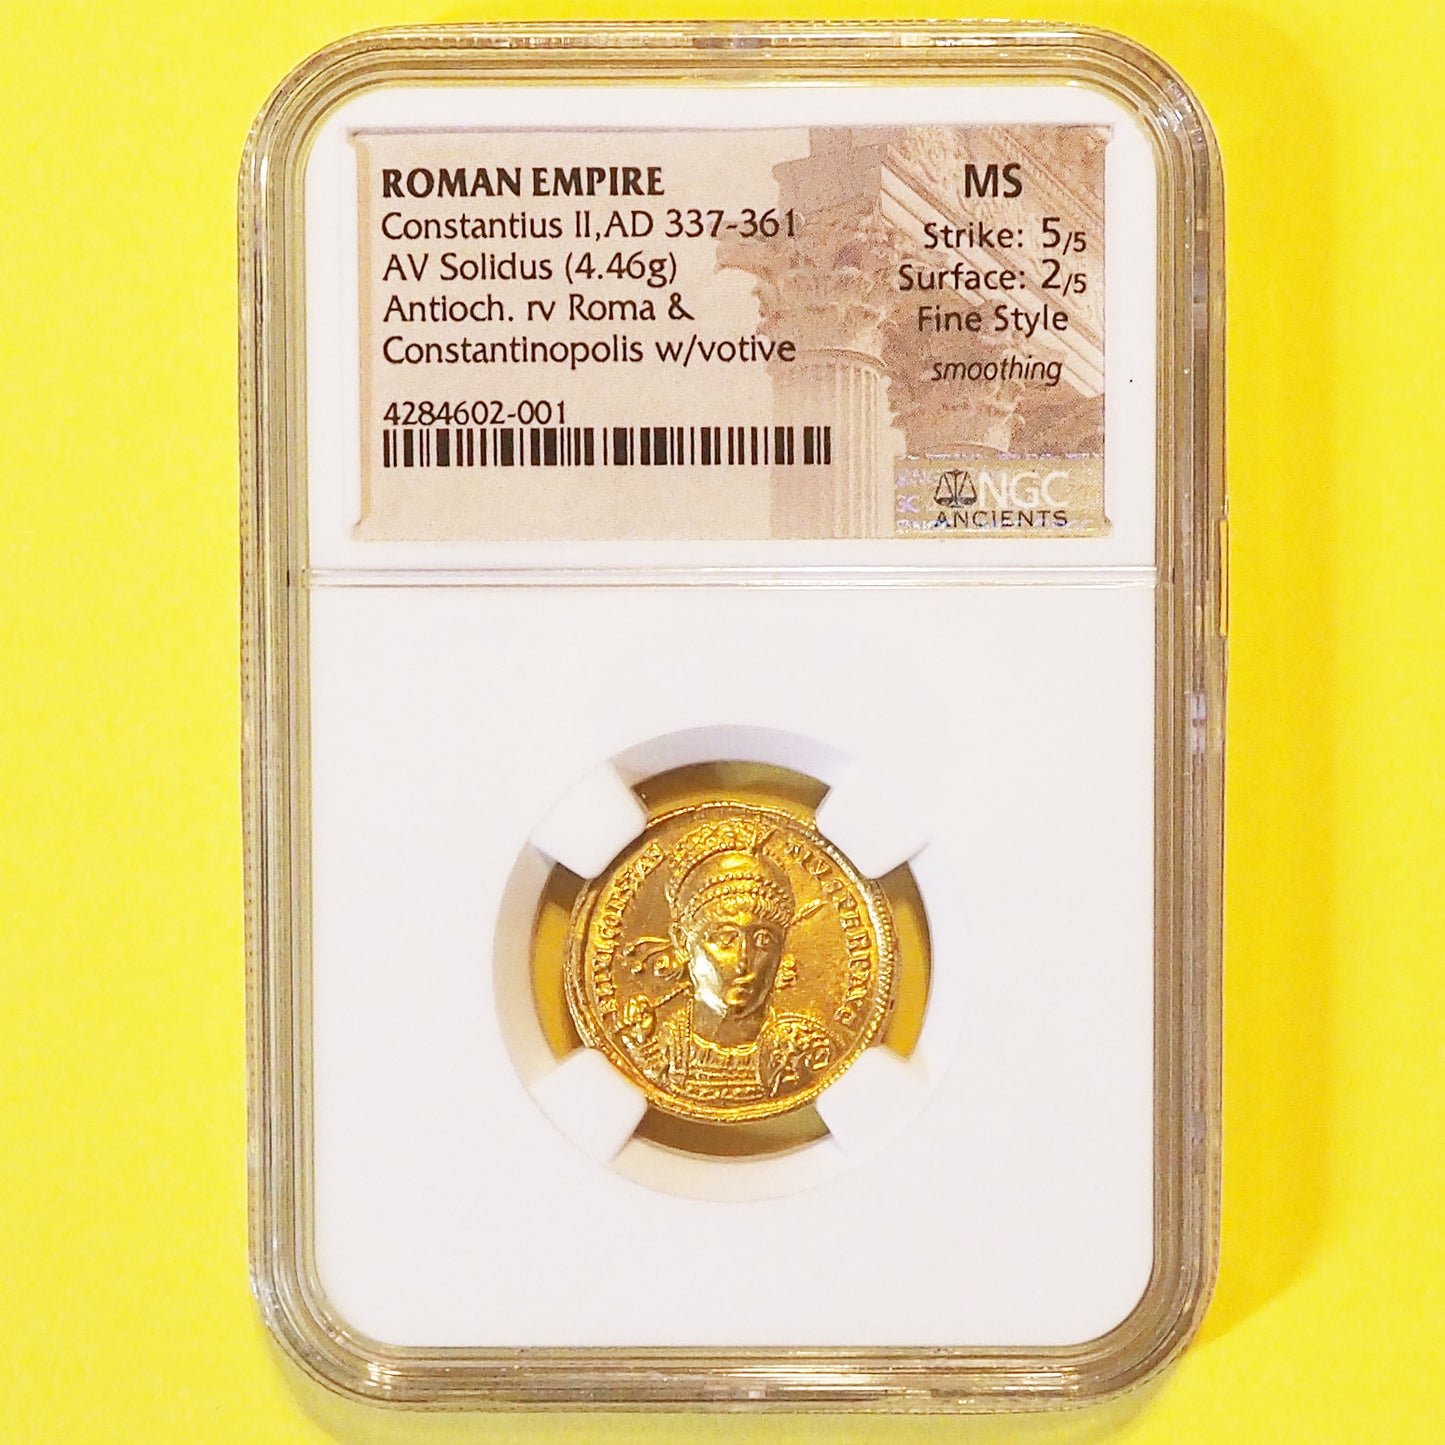 ROMAN EMPIRE
Constantius II, AD 337-361
AV Solidus (4.46g)
Antioch. rv Roma &
Constantinopolis w/votive
4284602-001
MS
Strike: 5/5
Surface: 2/5
Fine Style
smoothing
NGC
ANCIENTS